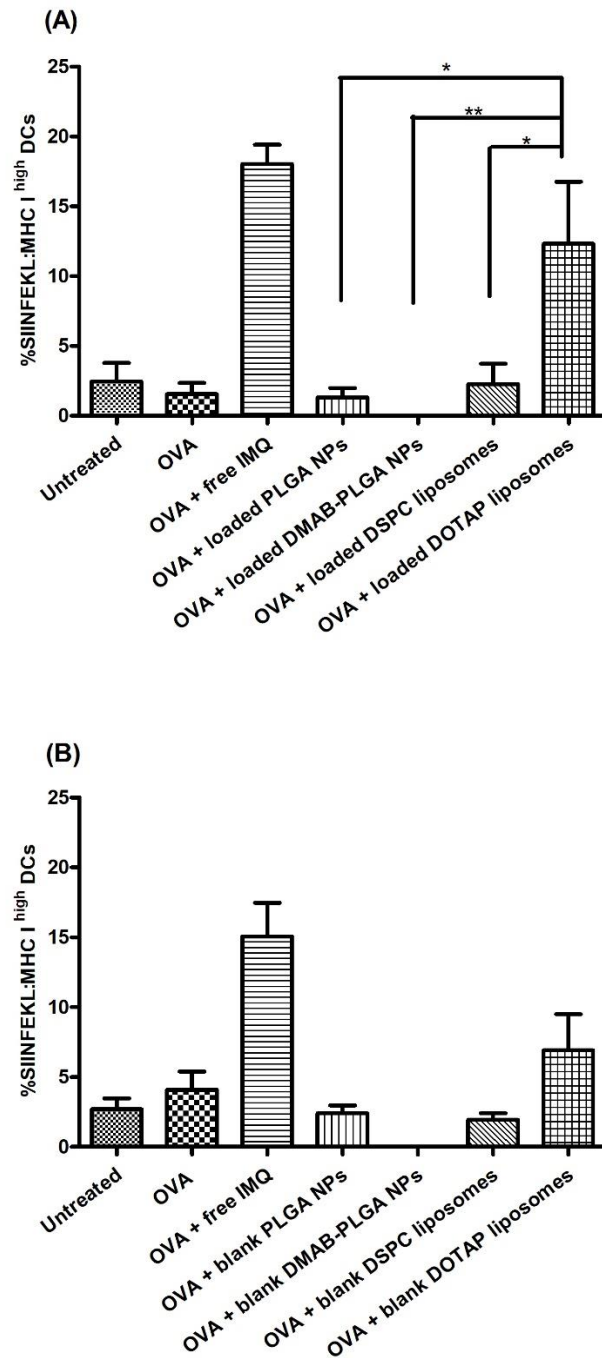 (A)
%SIINFEKL:MHC I high DCs
25
20
15
10
5
0
*
**
*
Untreated
OVA
OVA + free IMQ
OVA + loaded PLGA NPs
OVA + loaded DMAB-PLGA NPs
OVA + loaded DSPC liposomes
OVA + loaded DOTAP liposomes
(B)
%SIINFEKL:MHC I high DCs
25
20
15
10
5
0
Untreated
OVA
OVA + free IMQ
OVA + blank PLGA NPs
OVA + blank DMAB-PLGA NPs
OVA + blank DSPC liposomes
OVA + blank DOTAP liposomes